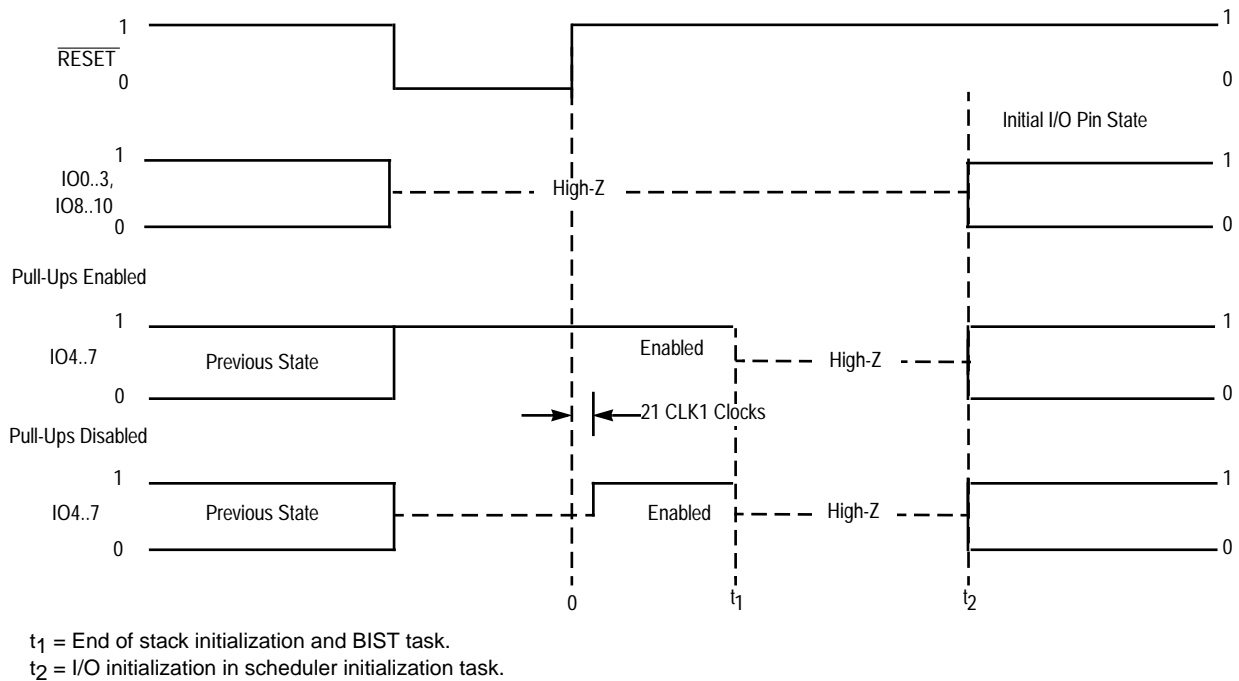 1 1
RESET
0 0
Initial I/O Pin State
1 1
IO0..3,
High-Z
IO8..10
0 0
Pull-Ups Enabled
1 1
Enabled
IO4..7 Previous State High-Z
0 0
21 CLK1 Clocks
Pull-Ups Disabled
1 1
IO4..7 Previous State Enabled High-Z
0 0
0 t1 t2
t1 = End of stack initialization and BIST task.
t2 = I/O initialization in scheduler initialization task.